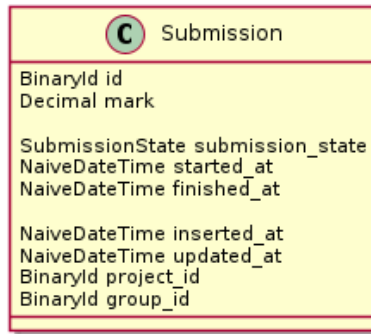 C Submission
BinaryId id
Decimal mark
SubmissionState submission_state
NaiveDateTime started_at
NaiveDateTime finished_at
NaiveDateTime inserted_at
NaiveDateTime updated_at
BinaryId project_id
BinaryId group_id